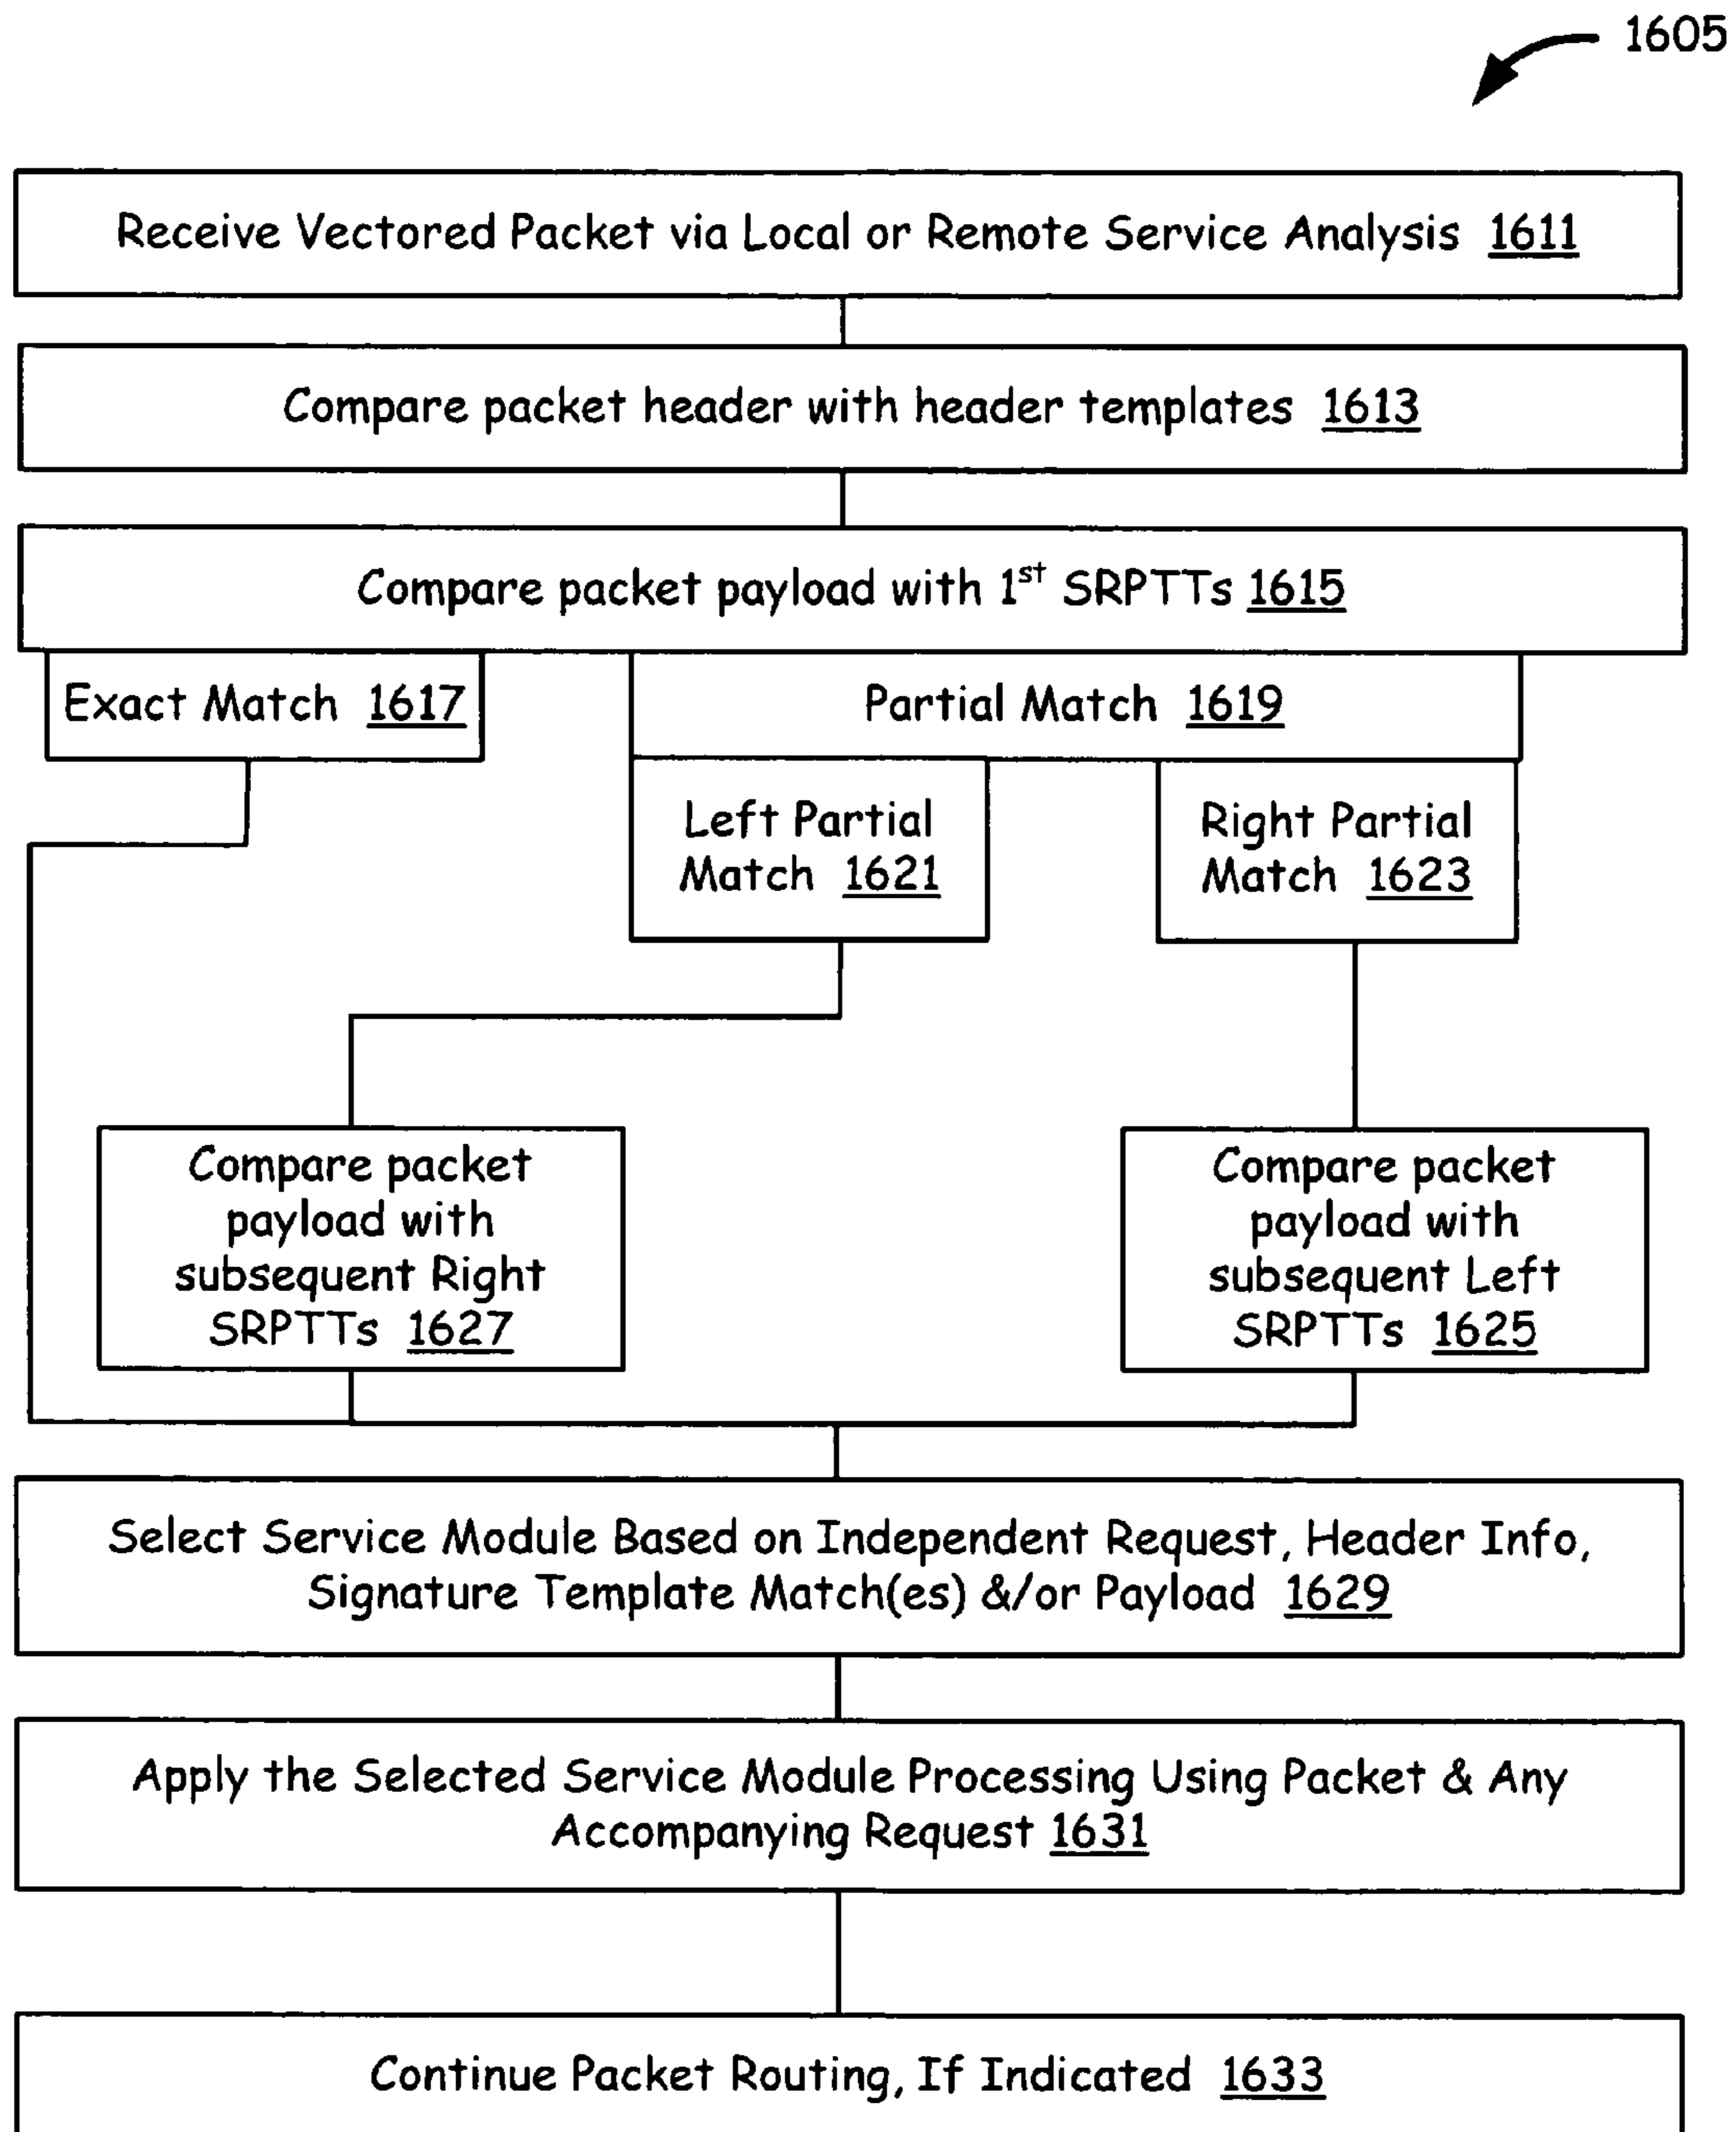 1605
Receive Vectored Packet via Local or Remote Service Analysis 1611
Compare packet header with header templates 1613
Compare packet payload with 1st SRPTTs 1615
Exact Match 1617
Partial Match 1619
Left Partial
Match 1621
Right Partial
Match 1623
Compare packet
payload with
subsequent Right
SRPTTs 1627
Compare packet
payload with
subsequent Left
SRPTTs 1625
Select Service Module Based on Independent Request, Header Info,
Signature Template Match(es) &/or Payload 1629
Apply the Selected Service Module Processing Using Packet & Any
Accompanying Request 1631
Continue Packet Routing, If Indicated 1633